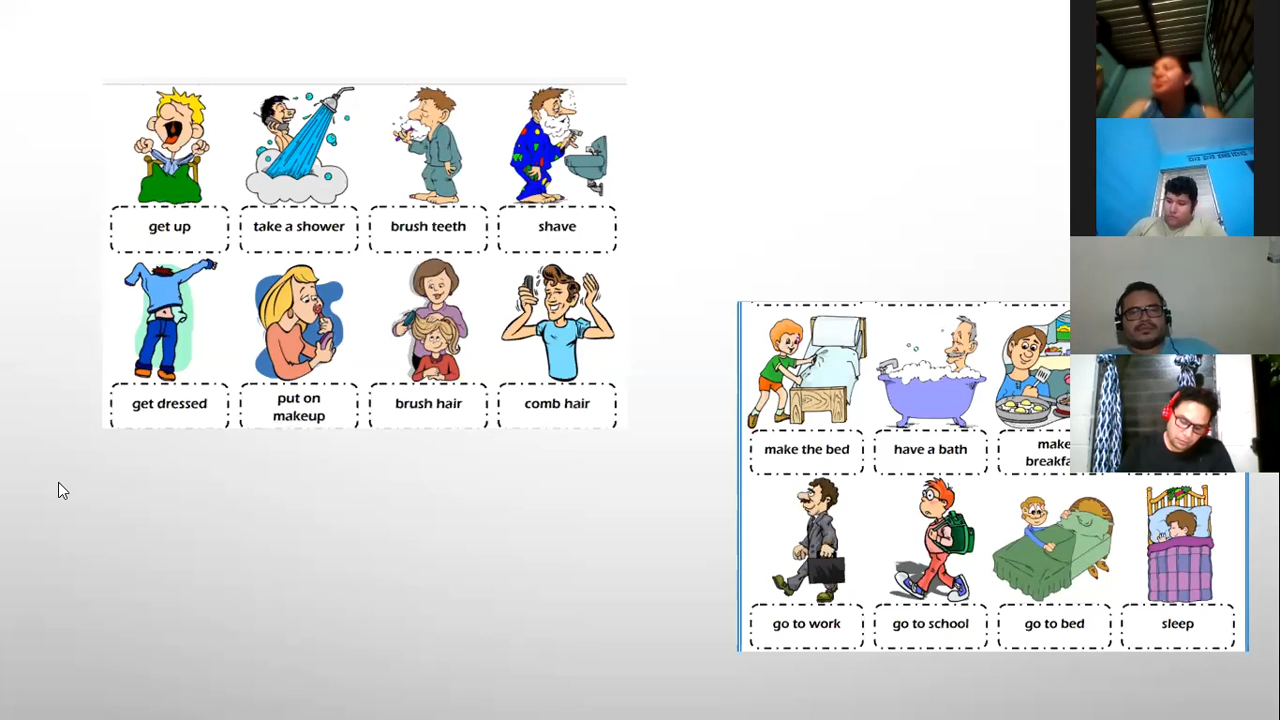 get up
take a shower
brush teeth
shave
get dressed
put on
makeup
brush hair
comb hair
make the bed
have a bath
make
go to work
go to school
go to bed
sleep